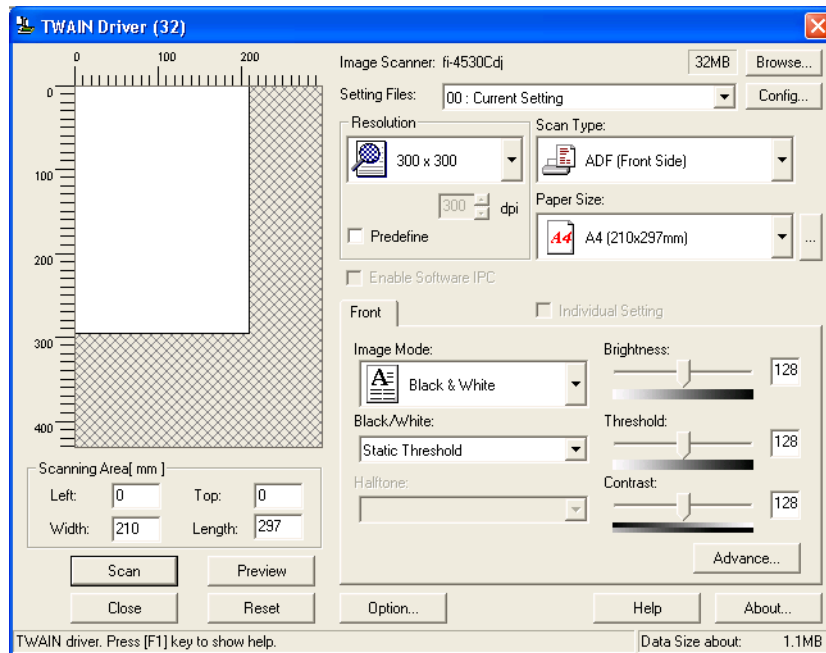 TWAIN Driver (32)
0 100 200
0
100
200
300
400
Image Scanner: fi-4530Cdj 32MB Browse...
Setting Files: 00 : Current Setting Config...
Resolution
300 x 300
300 dpi
Predefine
Scan Type:
ADF (Front Side)
Paper Size:
A4 A4 (210x297mm) ...
Enable Software IPC
Front Individual Setting
Image Mode:
A Black & White
Black/White:
Static Threshold
Halftone:
Brightness:
128
Threshold:
128
Contrast:
128
Advance...
Scanning Area[ mm ]
Left: 0 Top: 0
Width: 210 Length: 297
Scan Preview
Close Reset Option... Help About...
TWAIN driver. Press [F1] key to show help. Data Size about: 1.1MB